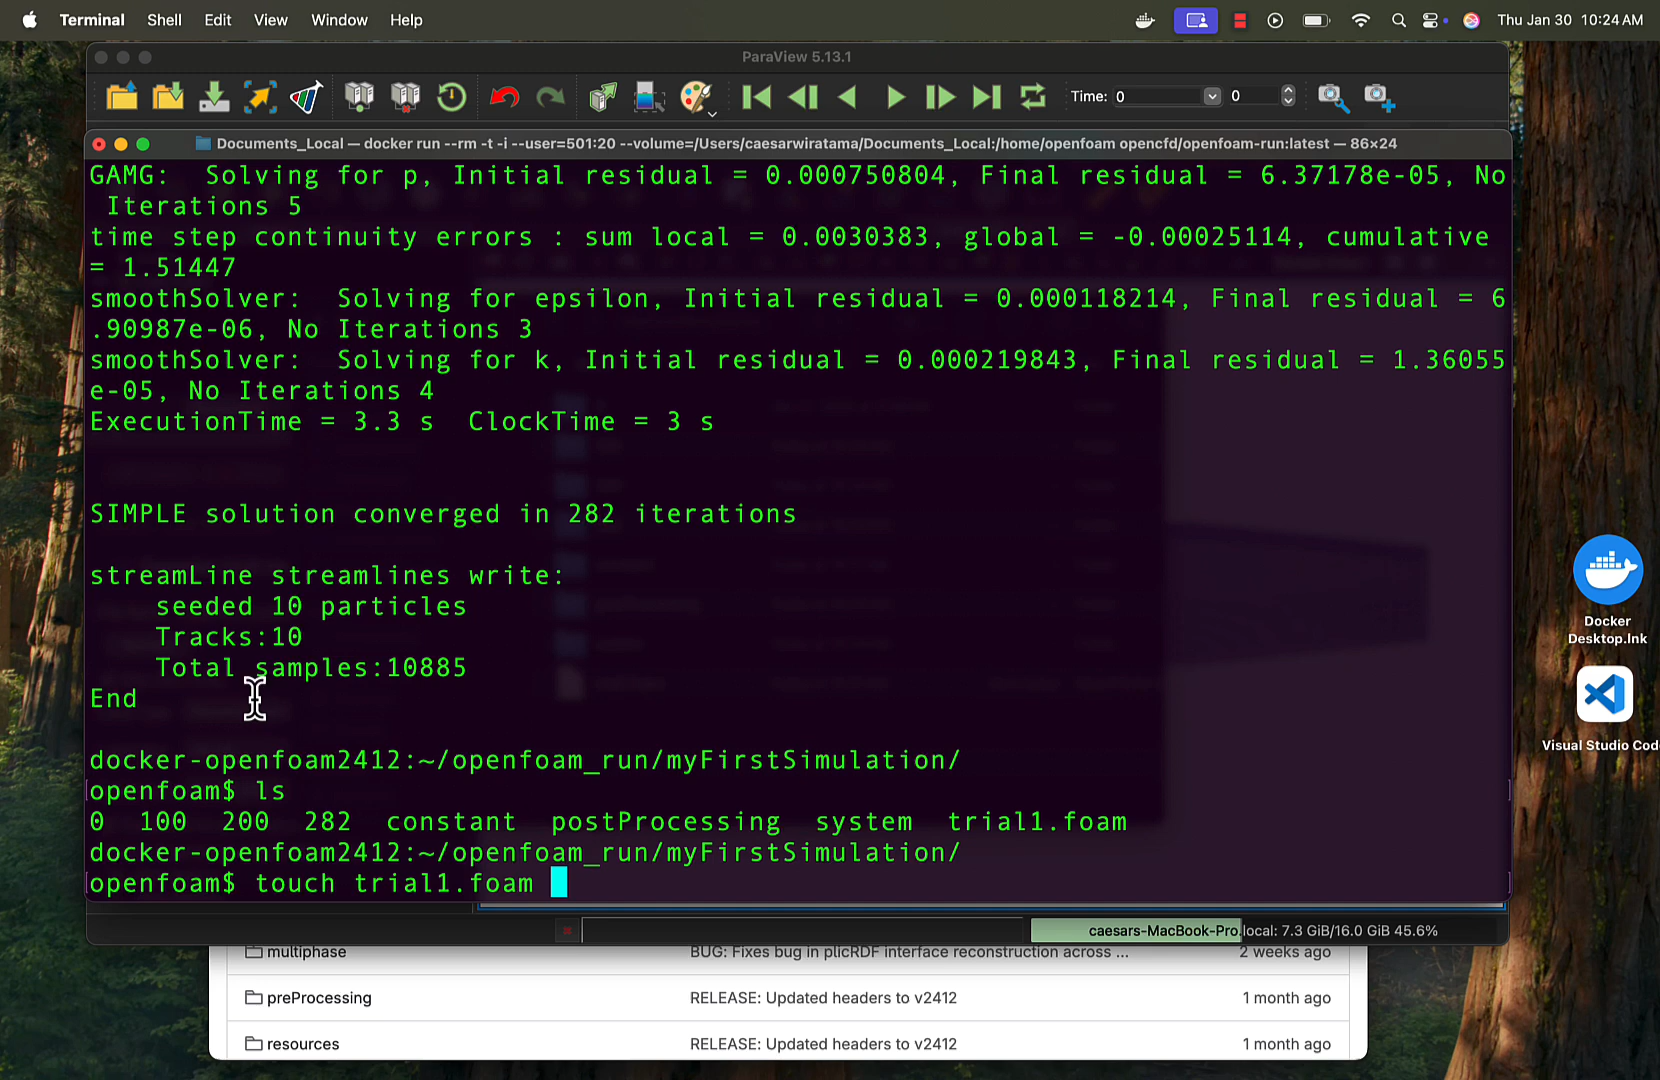 Terminal Shell Edit View Window Help
Thu Jan 30 10:24 AM
ParaView 5.13.1
Time: 0
0
Documents_Local — docker run --rm -t -i --user=501:20 --volume=/Users/caesarwiratama/Documents_Local:/home/openfoam opencfd/openfoam-run:latest — 86×24
GAMG:  Solving for p, Initial residual = 0.000750804, Final residual = 6.37178e-05, No
 Iterations 5
time step continuity errors : sum local = 0.0030383, global = -0.00025114, cumulative
= 1.51447
smoothSolver:  Solving for epsilon, Initial residual = 0.000118214, Final residual = 6
.90987e-06, No Iterations 3
smoothSolver:  Solving for k, Initial residual = 0.000219843, Final residual = 1.36055
e-05, No Iterations 4
ExecutionTime = 3.3 s  ClockTime = 3 s
SIMPLE solution converged in 282 iterations
streamLine streamlines write:
    seeded 10 particles
    Tracks:10
    Total samples:10885
End
docker-openfoam2412:~/openfoam_run/myFirstSimulation/
openfoam$ ls
0  100  200  282  constant  postProcessing  system  trial1.foam
docker-openfoam2412:~/openfoam_run/myFirstSimulation/
openfoam$ touch trial1.foam
caesars-MacBook-Pro.local: 7.3 GiB/16.0 GiB 45.6%
multiphase BUG: Fixes bug in plicRDF interface reconstruction across ... 2 weeks ago
preProcessing RELEASE: Updated headers to v2412 1 month ago
resources RELEASE: Updated headers to v2412 1 month ago
Docker
Desktop.lnk
Visual Studio Cod